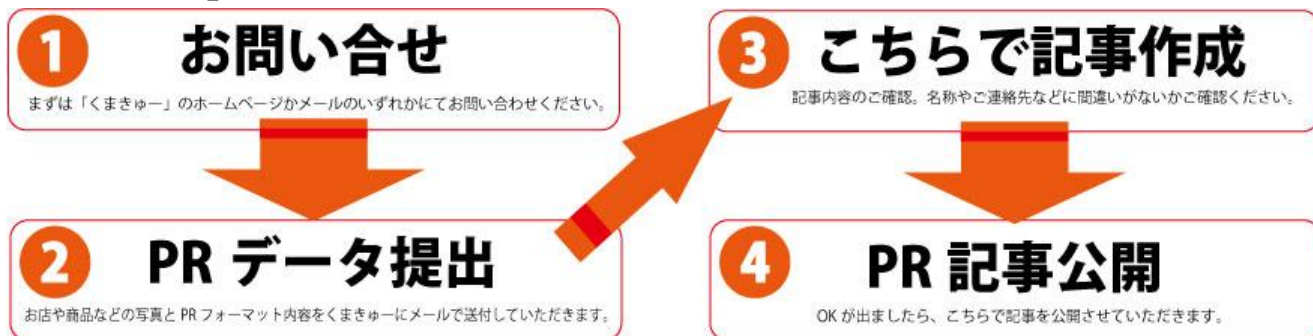 1 お問い合せ
まずは「くまきゅー」のホームページかメールのいずれかにてお問い合わせください。
2 PR データ提出
お店や商品などの写真と PR フォーマット内容をくまきゅーにメールで送付していただきます。
3 こちらで記事作成
記事内容のご確認。名称やご連絡先などに間違いがないかご確認ください。
4 PR 記事公開
OK が出ましたら、こちらで記事を公開させていただきます。